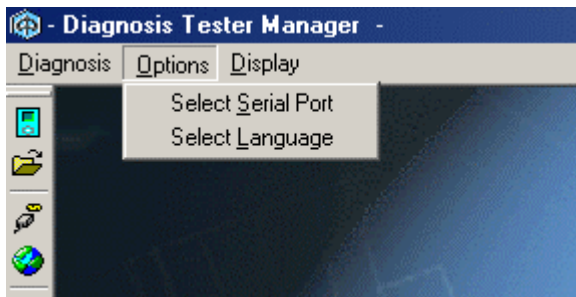 - Diagnosis Tester Manager -
Diagnosis Options Display
Select Serial Port
Select Language